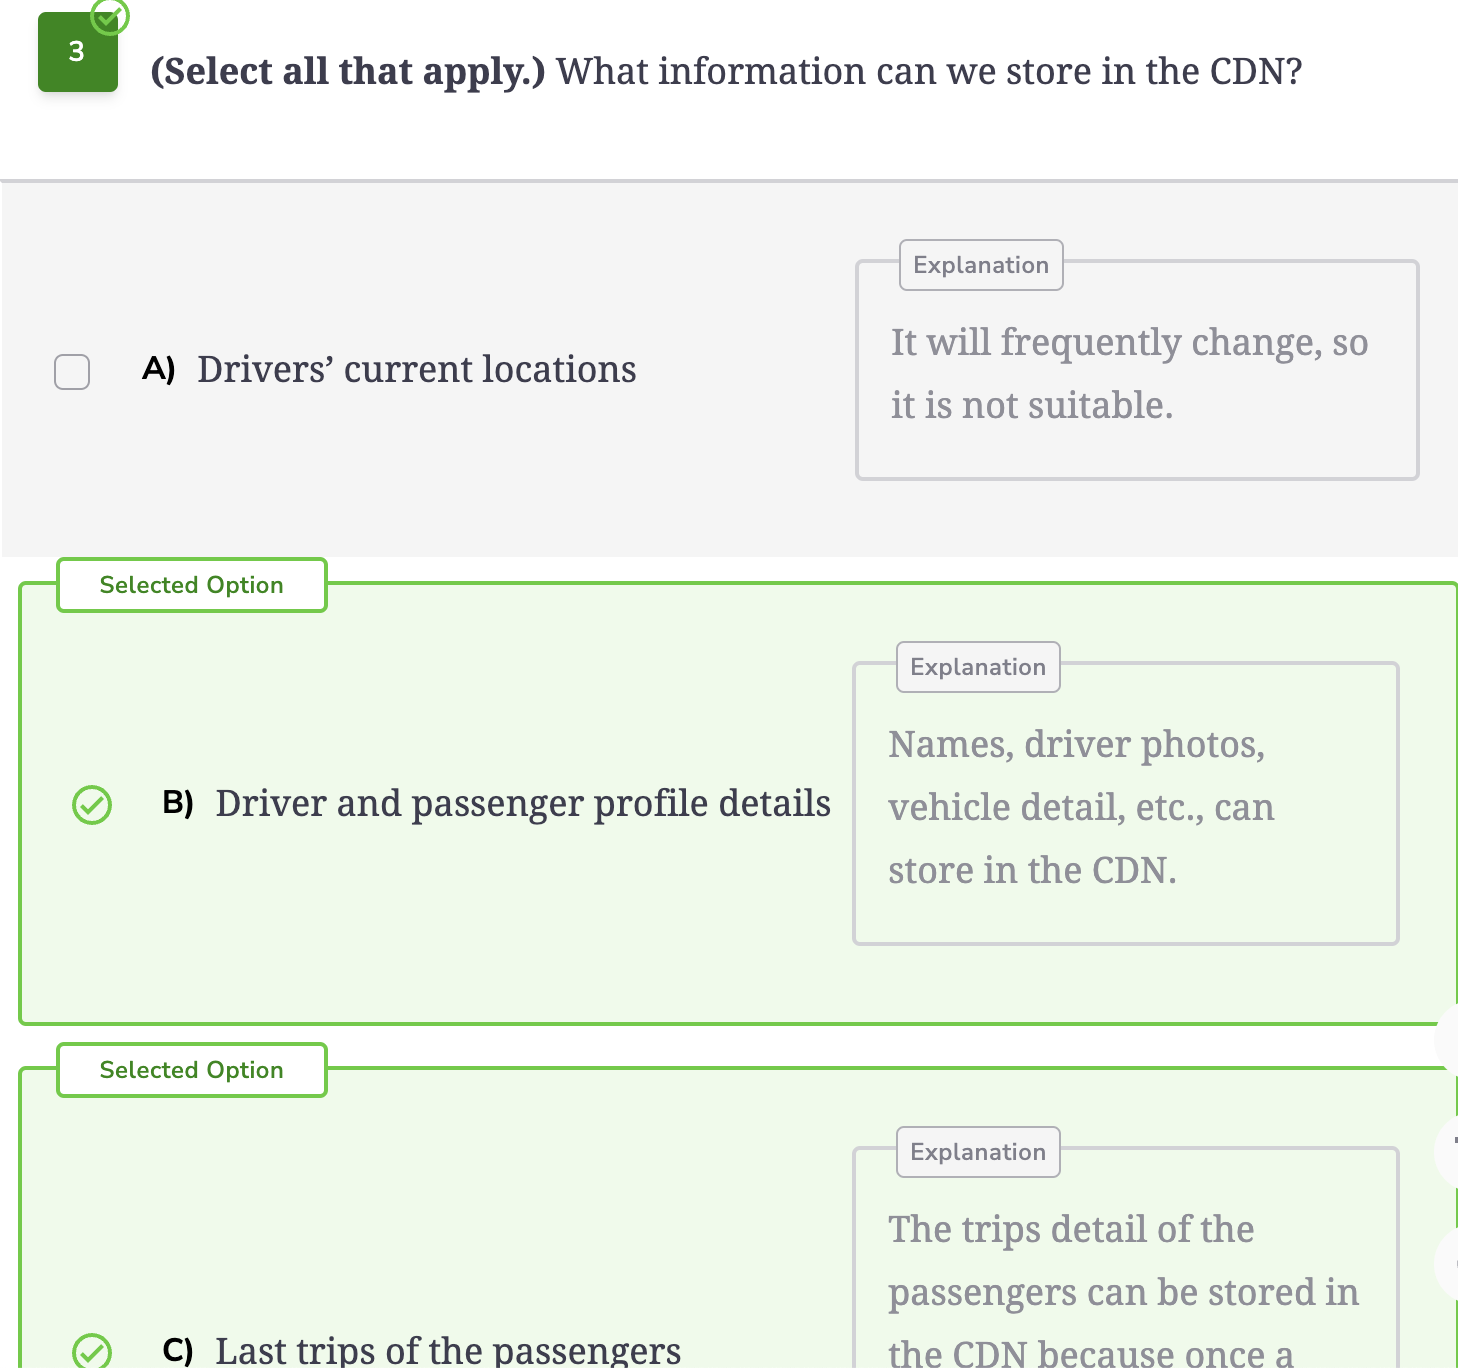 3
(Select all that apply.) What information can we store in the CDN?
A) Drivers’ current locations
Explanation
It will frequently change, so
it is not suitable.
Selected Option
B) Driver and passenger profile details
Explanation
Names, driver photos,
vehicle detail, etc., can
store in the CDN.
Selected Option
C) Last trips of the passengers
Explanation
The trips detail of the
passengers can be stored in
the CDN because once a